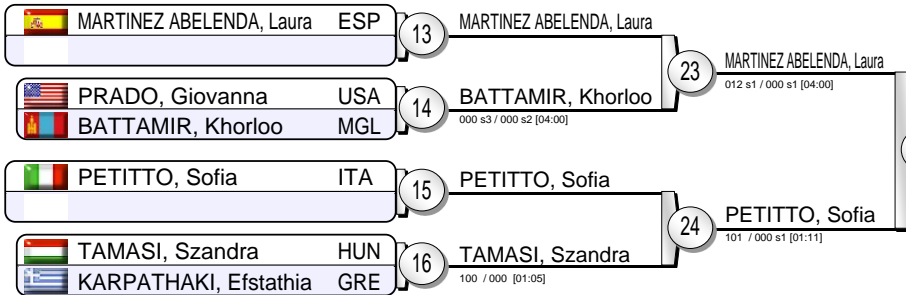 MARTINEZ ABELENDA, Laura ESP
13
MARTINEZ ABELENDA, Laura
23
MARTINEZ ABELENDA, Laura
012 s1 / 000 s1 [04:00]
PRADO, Giovanna USA
BATTAMIR, Khorloo MGL
14
BATTAMIR, Khorloo
000 s3 / 000 s2 [04:00]
PETITTO, Sofia ITA
15
PETITTO, Sofia
24
PETITTO, Sofia
101 / 000 s1 [01:11]
TAMASI, Szandra HUN
KARPATHAKI, Efstathia GRE
16
TAMASI, Szandra
100 / 000 [01:05]